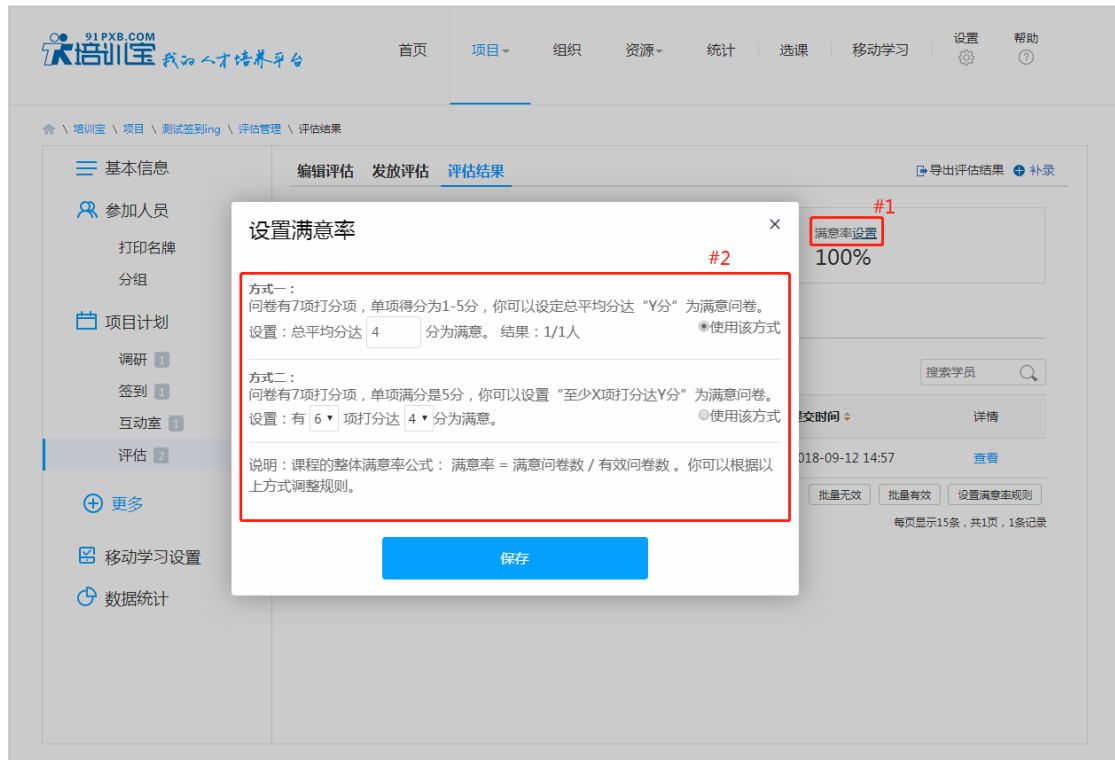 91PXB.COM
培训宝 我的人才培养平台
首页 项目 组织 资源 统计 选课 移动学习 设置 帮助
\ 培训宝 \ 项目 \ 测试签到ing \ 评估管理 \ 评估结果
基本信息
参加人员
打印名牌
分组
项目计划
调研 1
签到 1
互动室 1
评估 2
更多
移动学习设置
数据统计
编辑评估 发放评估 评估结果 导出评估结果 补录
#1
满意率设置
100%
设置满意率 ×
#2
方式一：
问卷有7项打分项，单项得分为1-5分，你可以设定总平均分达“Y分”为满意问卷。
设置：总平均分达 4 分为满意。 结果：1/1人 使用该方式
方式二：
问卷有7项打分项，单项满分是5分，你可以设置“至少X项打分达Y分”为满意问卷。
设置：有 6 项打分达 4 分为满意。 使用该方式
说明：课程的整体满意率公式： 满意率 = 满意问卷数 / 有效问卷数 。你可以根据以
上方式调整规则。
保存
搜索学员
交时间 详情
018-09-12 14:57 查看
批量无效 批量有效 设置满意率规则
每页显示15条，共1页，1条记录